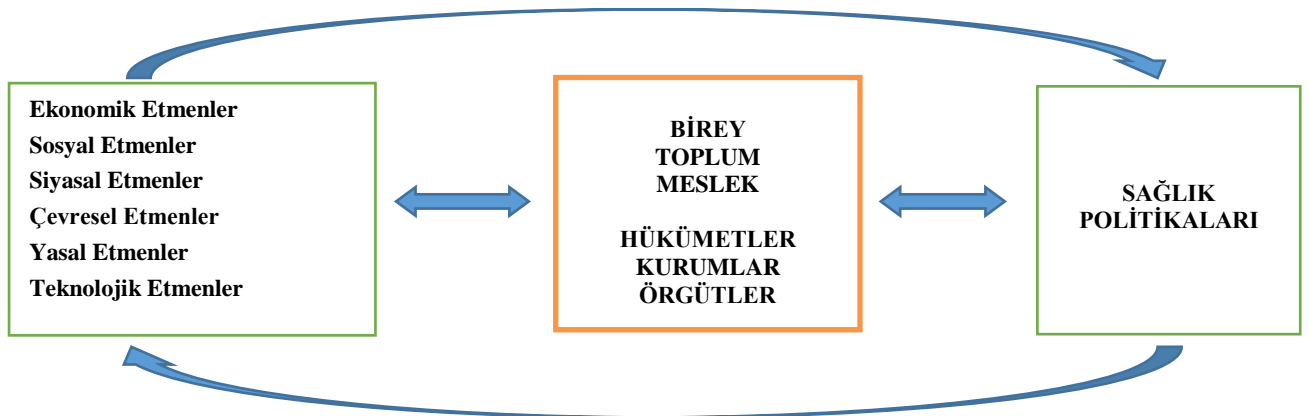 Ekonomik Etmenler
Sosyal Etmenler
Siyasal Etmenler
Çevresel Etmenler
Yasal Etmenler
Teknolojik Etmenler
BİREY
TOPLUM
MESLEK
HÜKÜMETLER
KURUMLAR
ÖRGÜTLER
SAĞLIK
POLİTİKALARI